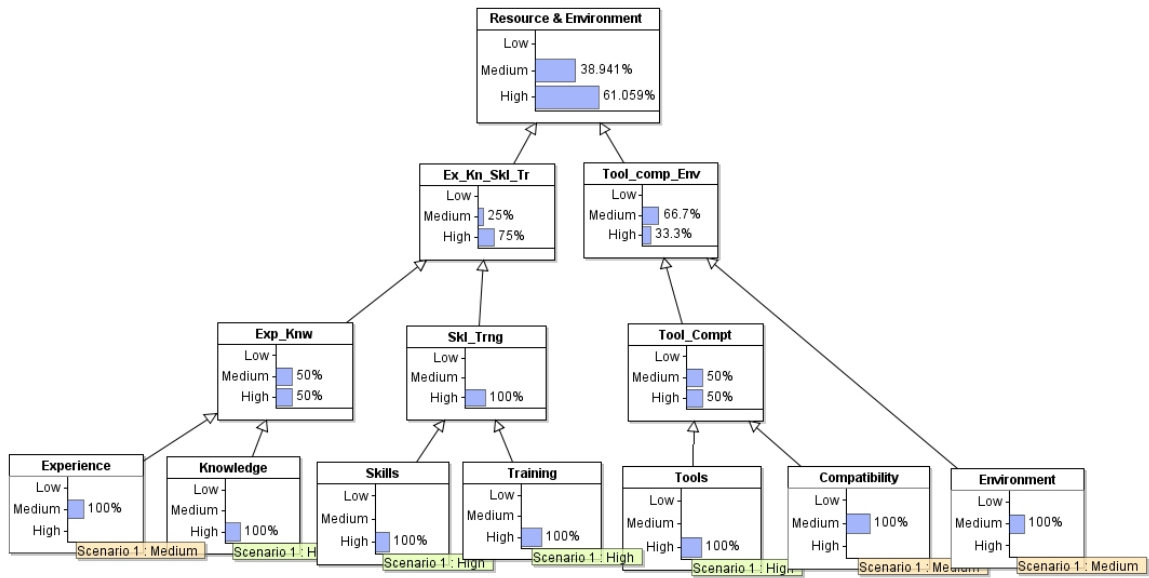 Resource & Environment
Low
Medium 38.941%
High 61.059%
Ex_Kn_Skl_Tr
Low
Medium 25%
High 75%
Tool_comp_Env
Low
Medium 66.7%
High 33.3%
Exp_Knw
Low
Medium 50%
High 50%
Skl_Trng
Low
Medium
High 100%
Tool_Compt
Low
Medium 50%
High 50%
Experience
Low
Medium 100%
High
Scenario 1 : Medium
Knowledge
Low
Medium
High 100%
Scenario 1 : H
Skills
Low
Medium
High 100%
Scenario 1 : High
Training
Low
Medium
High 100%
Scenario 1 : High
Tools
Low
Medium
High 100%
Scenario 1 : High
Compatibility
Low
Medium 100%
High
Scenario 1 : Medium
Environment
Low
Medium 100%
High
Scenario 1 : Medium